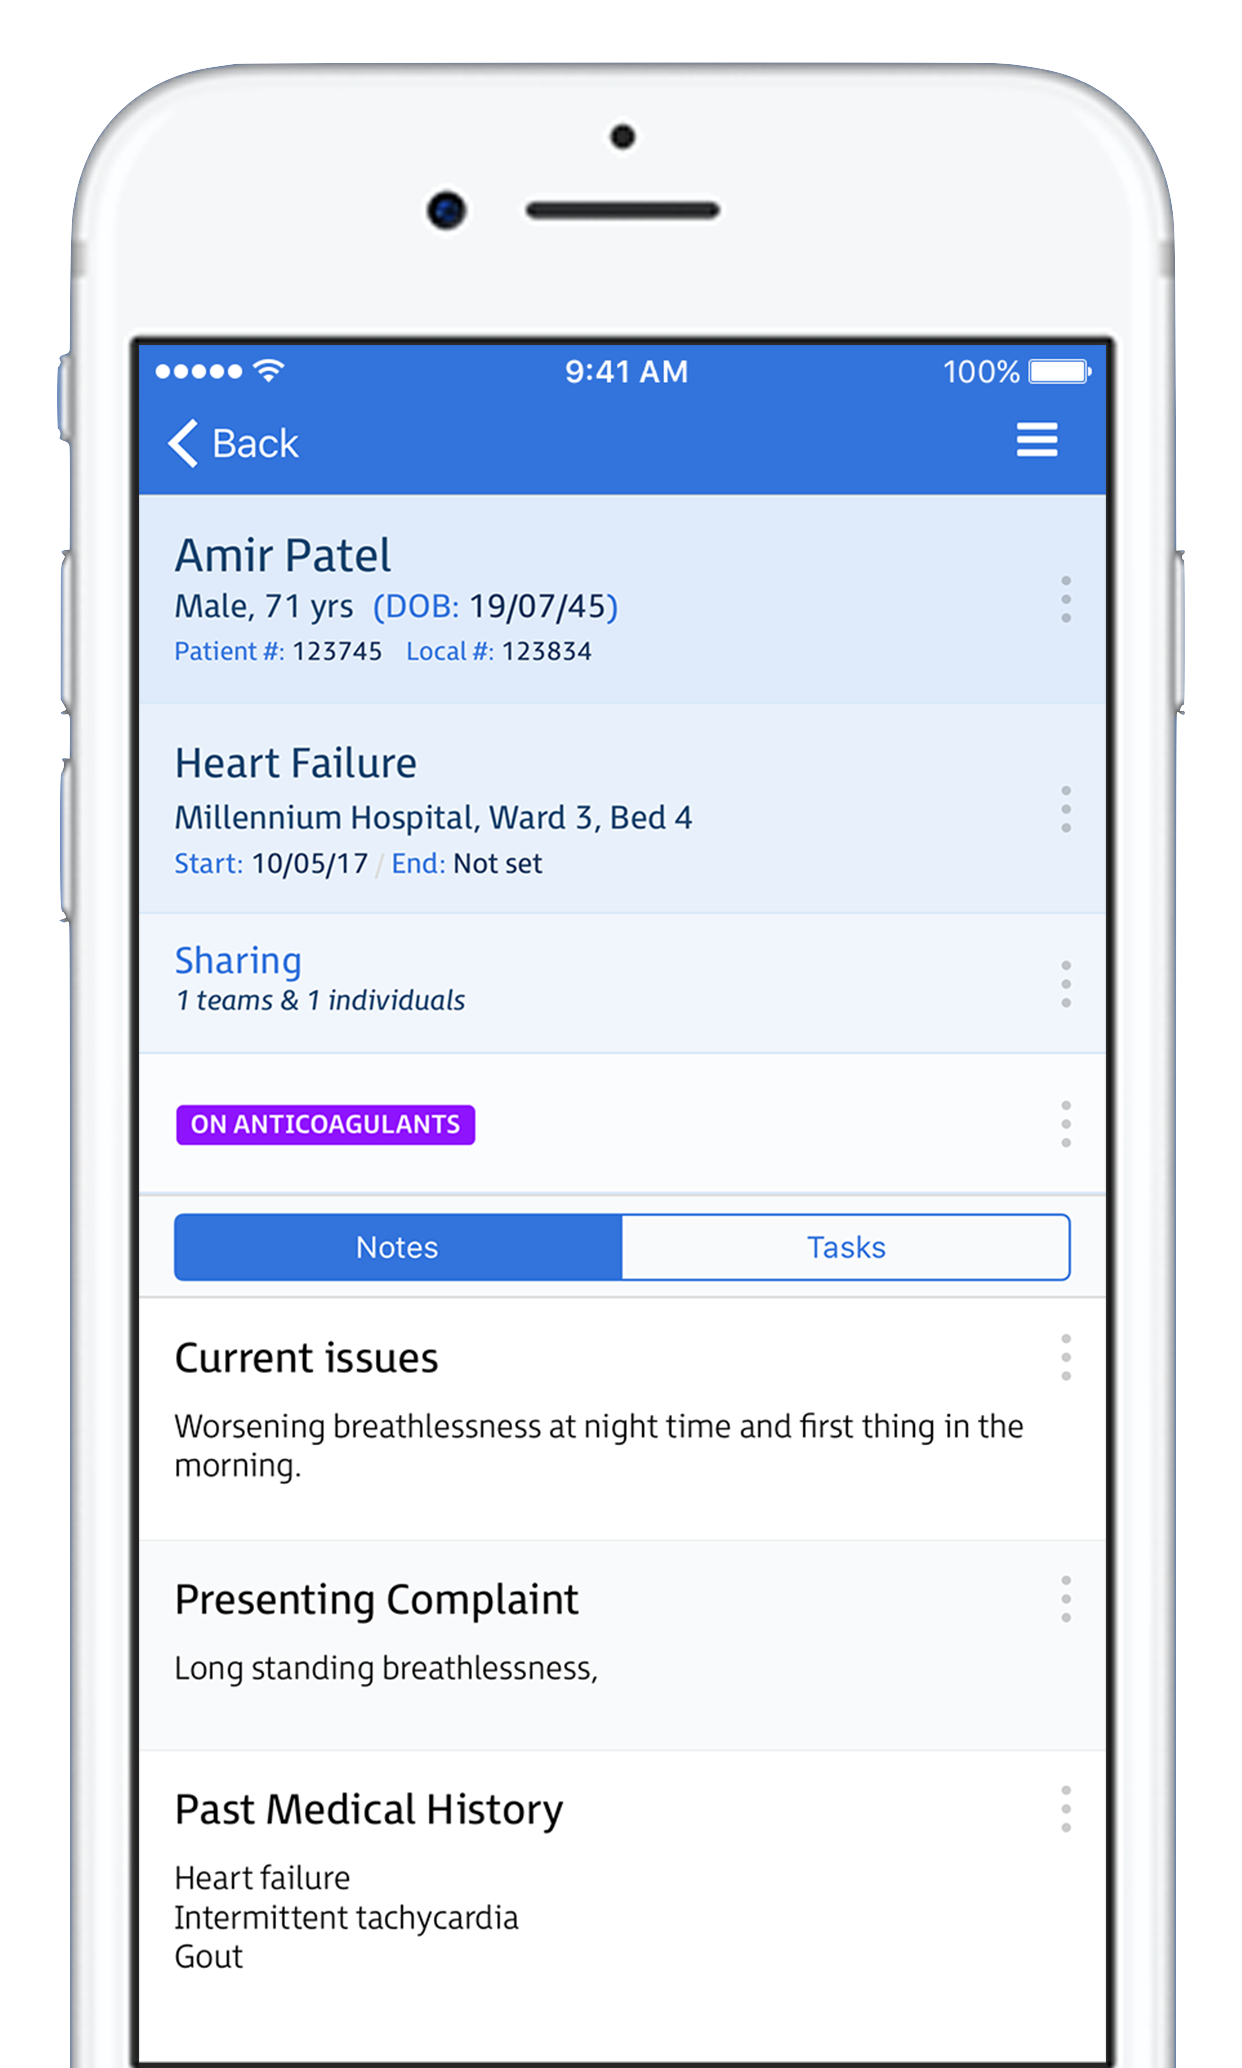 9:41 AM
100%
Back
Amir Patel
Male, 71 yrs (DOB: 19/07/45)
Patient #: 123745 Local #: 123834
Heart Failure
Millennium Hospital, Ward 3, Bed 4
Start: 10/05/17 / End: Not set
Sharing
1 teams & 1 individuals
ON ANTICOAGULANTS
Notes
Tasks
Current issues
Worsening breathlessness at night time and first thing in the
morning.
Presenting Complaint
Long standing breathlessness,
Past Medical History
Heart failure
Intermittent tachycardia
Gout